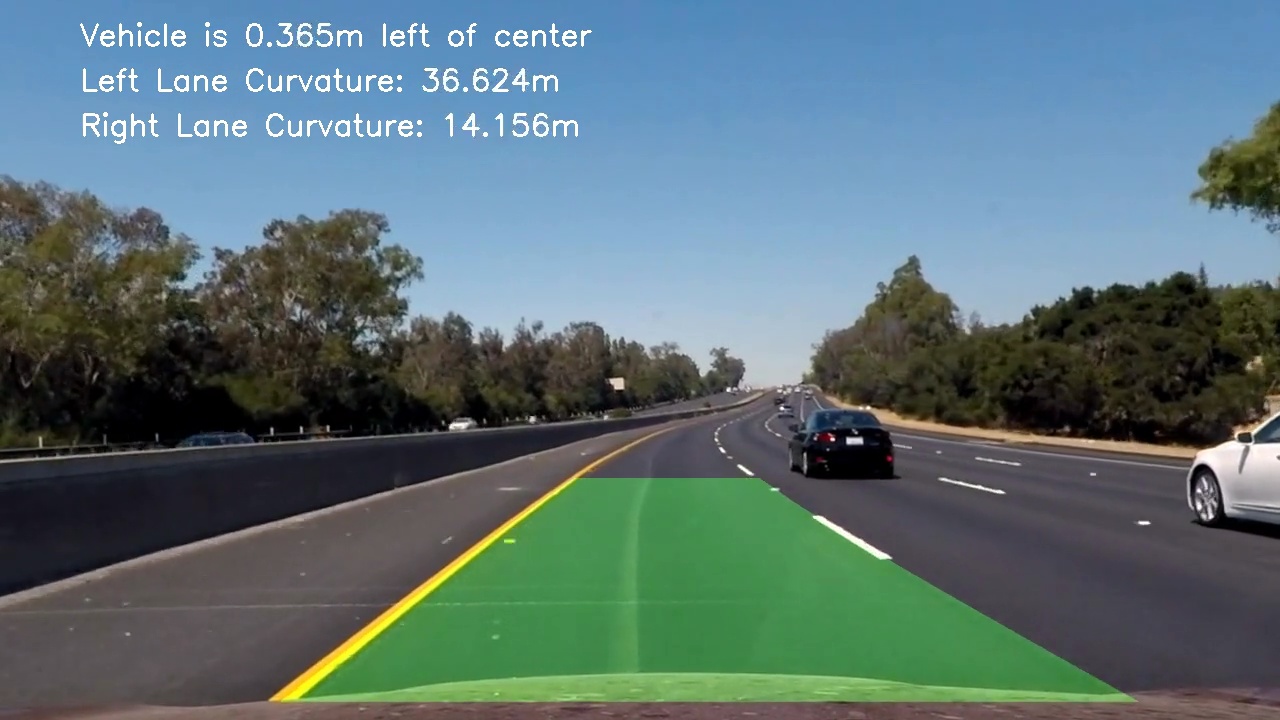 Vehicle is 0.365m left of center
Left Lane Curvature: 36.624m
Right Lane Curvature: 14.156m